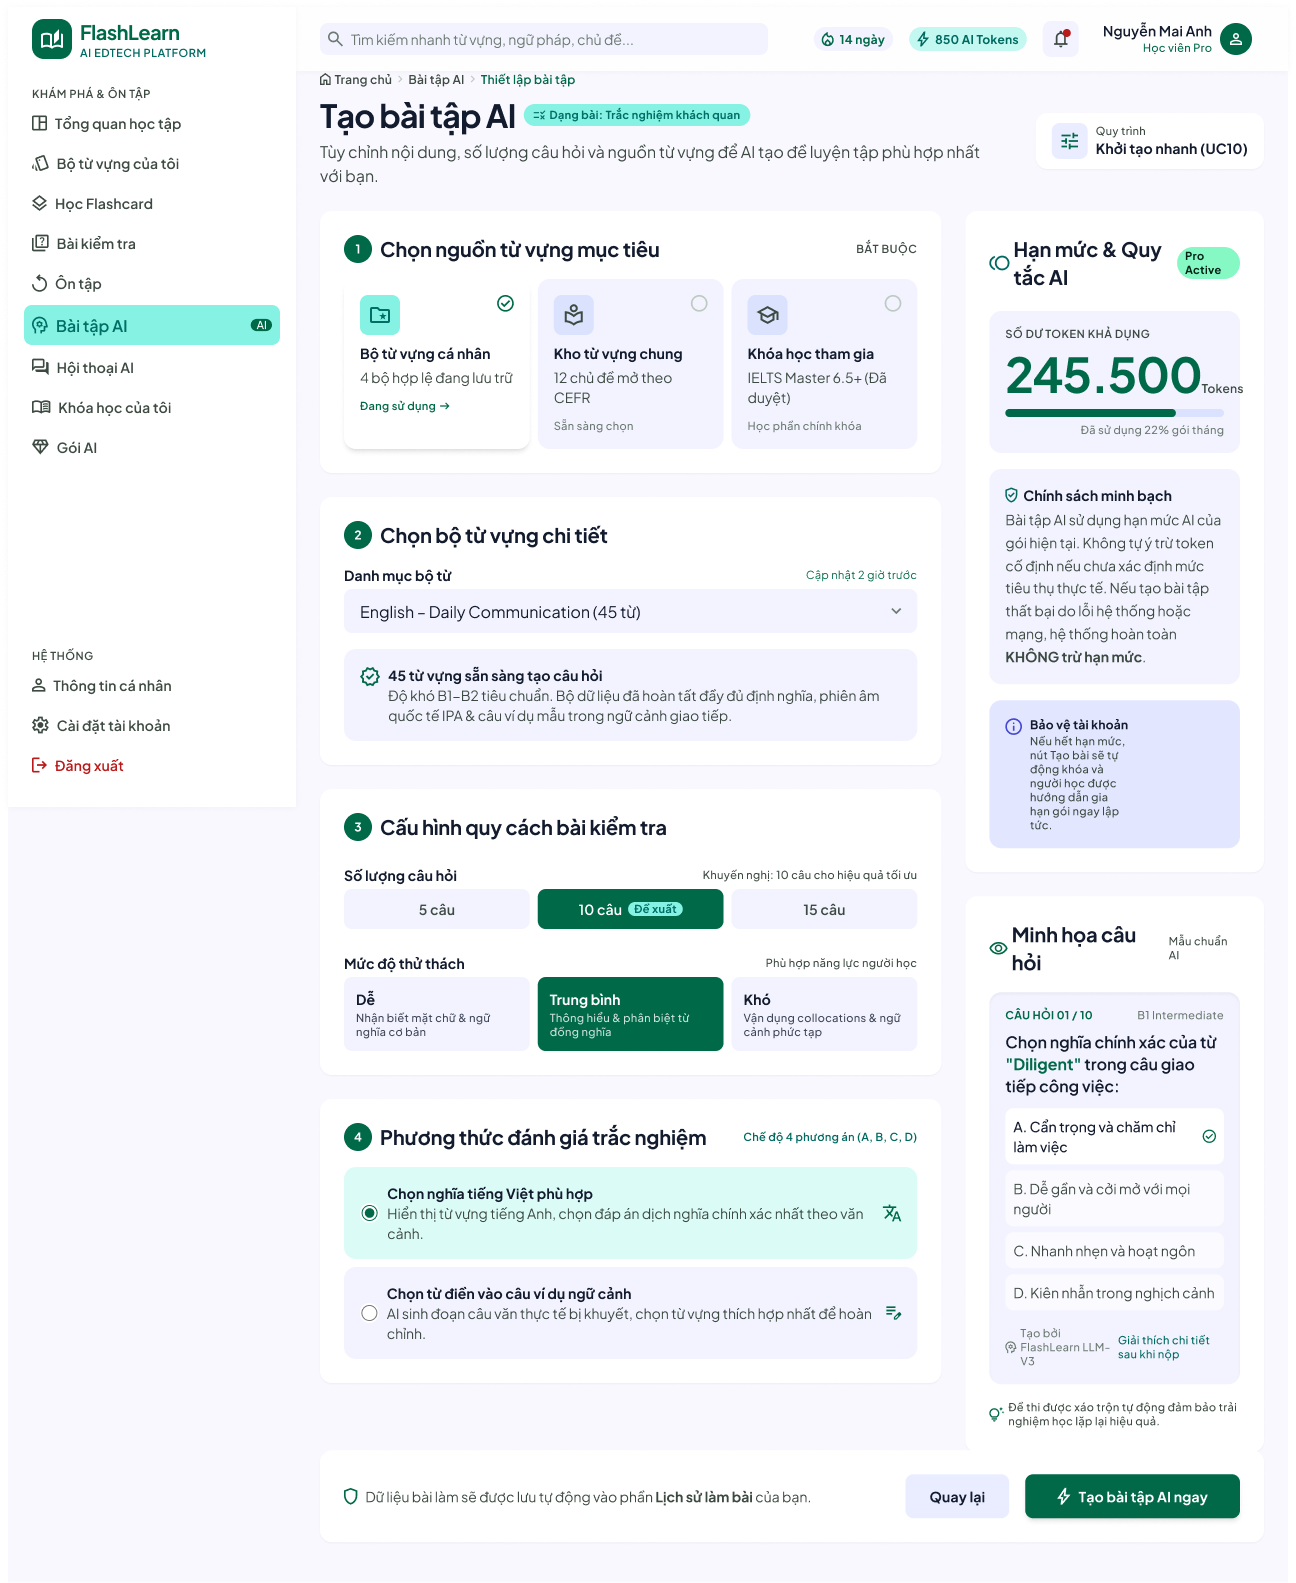 FlashLearn
AI EDTECH PLATFORM
KHÁM PHÁ & ÔN TẬP
Tổng quan học tập
Bộ từ vựng của tôi
Học Flashcard
Bài kiểm tra
Ôn tập
Bài tập AI
AI
Hội thoại AI
Khóa học của tôi
Gói AI
HỆ THỐNG
Thông tin cá nhân
Cài đặt tài khoản
Đăng xuất
Tìm kiếm nhanh từ vựng, ngữ pháp, chủ đề...
14 ngày
850 AI Tokens
Nguyễn Mai Anh
Học viên Pro
Trang chủ > Bài tập AI > Thiết lập bài tập
Tạo bài tập AI
Dạng bài: Trắc nghiệm khách quan
Tùy chỉnh nội dung, số lượng câu hỏi và nguồn từ vựng để AI tạo đề luyện tập phù hợp nhất
với bạn.
Quy trình
Khởi tạo nhanh (UC10)
1 Chọn nguồn từ vựng mục tiêu
BẮT BUỘC
Bộ từ vựng cá nhân
4 bộ hợp lệ đang lưu trữ
Đang sử dụng →
Kho từ vựng chung
12 chủ đề mở theo
CEFR
Sẵn sàng chọn
Khóa học tham gia
IELTS Master 6.5+ (Đã
duyệt)
Học phần chính khóa
2 Chọn bộ từ vựng chi tiết
Danh mục bộ từ
Cập nhật 2 giờ trước
English – Daily Communication (45 từ)
45 từ vựng sẵn sàng tạo câu hỏi
Độ khó B1–B2 tiêu chuẩn. Bộ dữ liệu đã hoàn tất đầy đủ định nghĩa, phiên âm
quốc tế IPA & câu ví dụ mẫu trong ngữ cảnh giao tiếp.
3 Cấu hình quy cách bài kiểm tra
Số lượng câu hỏi
Khuyến nghị: 10 câu cho hiệu quả tối ưu
5 câu
10 câu
Đề xuất
15 câu
Mức độ thử thách
Phù hợp năng lực người học
Dễ
Nhận biết mặt chữ & ngữ
nghĩa cơ bản
Trung bình
Thông hiểu & phân biệt từ
đồng nghĩa
Khó
Vận dụng collocations & ngữ
cảnh phức tạp
4 Phương thức đánh giá trắc nghiệm
Chế độ 4 phương án (A, B, C, D)
Chọn nghĩa tiếng Việt phù hợp
Hiển thị từ vựng tiếng Anh, chọn đáp án dịch nghĩa chính xác nhất theo văn
cảnh.
Chọn từ điền vào câu ví dụ ngữ cảnh
AI sinh đoạn câu văn thực tế bị khuyết, chọn từ vựng thích hợp nhất để hoàn
chỉnh.
Hạn mức & Quy
tắc AI
Pro
Active
SỐ DƯ TOKEN KHẢ DỤNG
245.500 Tokens
Đã sử dụng 22% gói tháng
Chính sách minh bạch
Bài tập AI sử dụng hạn mức AI của
gói hiện tại. Không tự ý trừ token
cố định nếu chưa xác định mức
tiêu thụ thực tế. Nếu tạo bài tập
thất bại do lỗi hệ thống hoặc
mạng, hệ thống hoàn toàn
KHÔNG trừ hạn mức.
Bảo vệ tài khoản
Nếu hết hạn mức,
nút Tạo bài sẽ tự
động khóa và
người học được
hướng dẫn gia
hạn gói ngay lập
tức.
Minh họa câu
hỏi
Mẫu chuẩn
AI
CÂU HỎI 01 / 10
B1 Intermediate
Chọn nghĩa chính xác của từ
"Diligent" trong câu giao
tiếp công việc:
A. Cẩn trọng và chăm chỉ
làm việc
B. Dễ gần và cởi mở với mọi
người
C. Nhanh nhẹn và hoạt ngôn
D. Kiên nhẫn trong nghịch cảnh
Tạo bởi
FlashLearn LLM-
V3
Giải thích chi tiết
sau khi nộp
Đề thi được xáo trộn tự động đảm bảo trải
nghiệm học lặp lại hiệu quả.
Dữ liệu bài làm sẽ được lưu tự động vào phần Lịch sử làm bài của bạn.
Quay lại
Tạo bài tập AI ngay